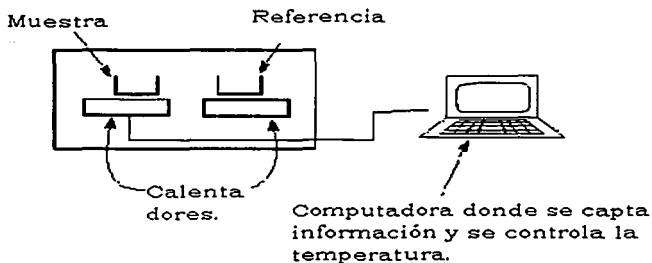 Muestra
Referencia
Calenta
dores.
Computadora donde se capta
información y se controla la
temperatura.